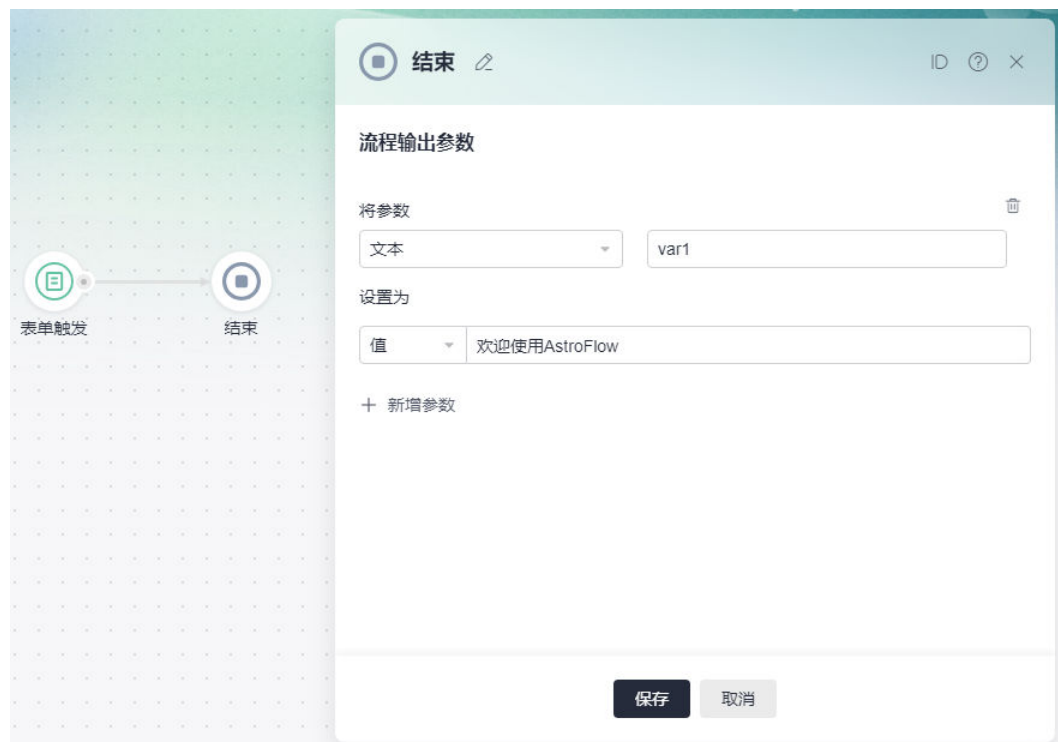 结束
ID
流程输出参数
将参数
文本
var1
设置为
值
欢迎使用AstroFlow
+ 新增参数
表单触发
结束
保存
取消